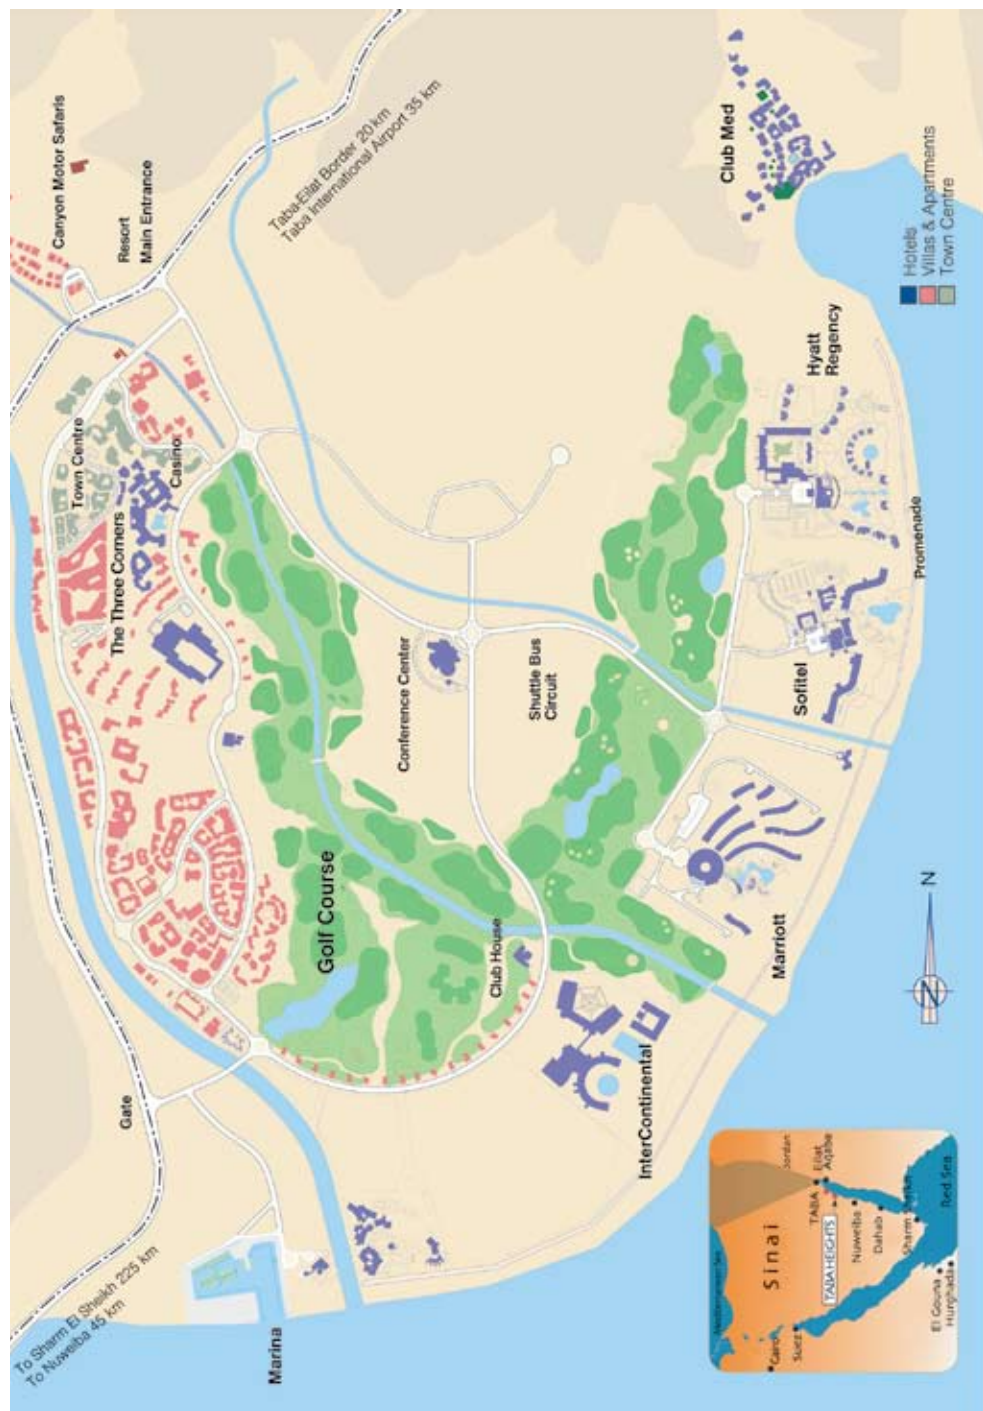 Canyon Motor Safaris
Resort
Main Entrance
Taba-Eilat Border 20 km
Taba International Airport 35 km
Club Med
Hotels
Villas & Apartments
Town Centre
Town Centre
Casino
The Three Corners
Hyatt
Regency
Promenade
Conference Center
Shuttle Bus
Circuit
Sofitel
Golf Course
Club House
Marriott
N
InterContinental
Gate
To Sharm El Sheikh 225 km
To Nuweiba 45 km
Marina
Mediterranean Sea
Jordan
Eilat
Aqaba
TABA
TABA HEIGHTS
Sinai
Nuweiba
Dahab
Sharm Sheikh
Red Sea
Cairo
Suez
El Gouna
Hurghada